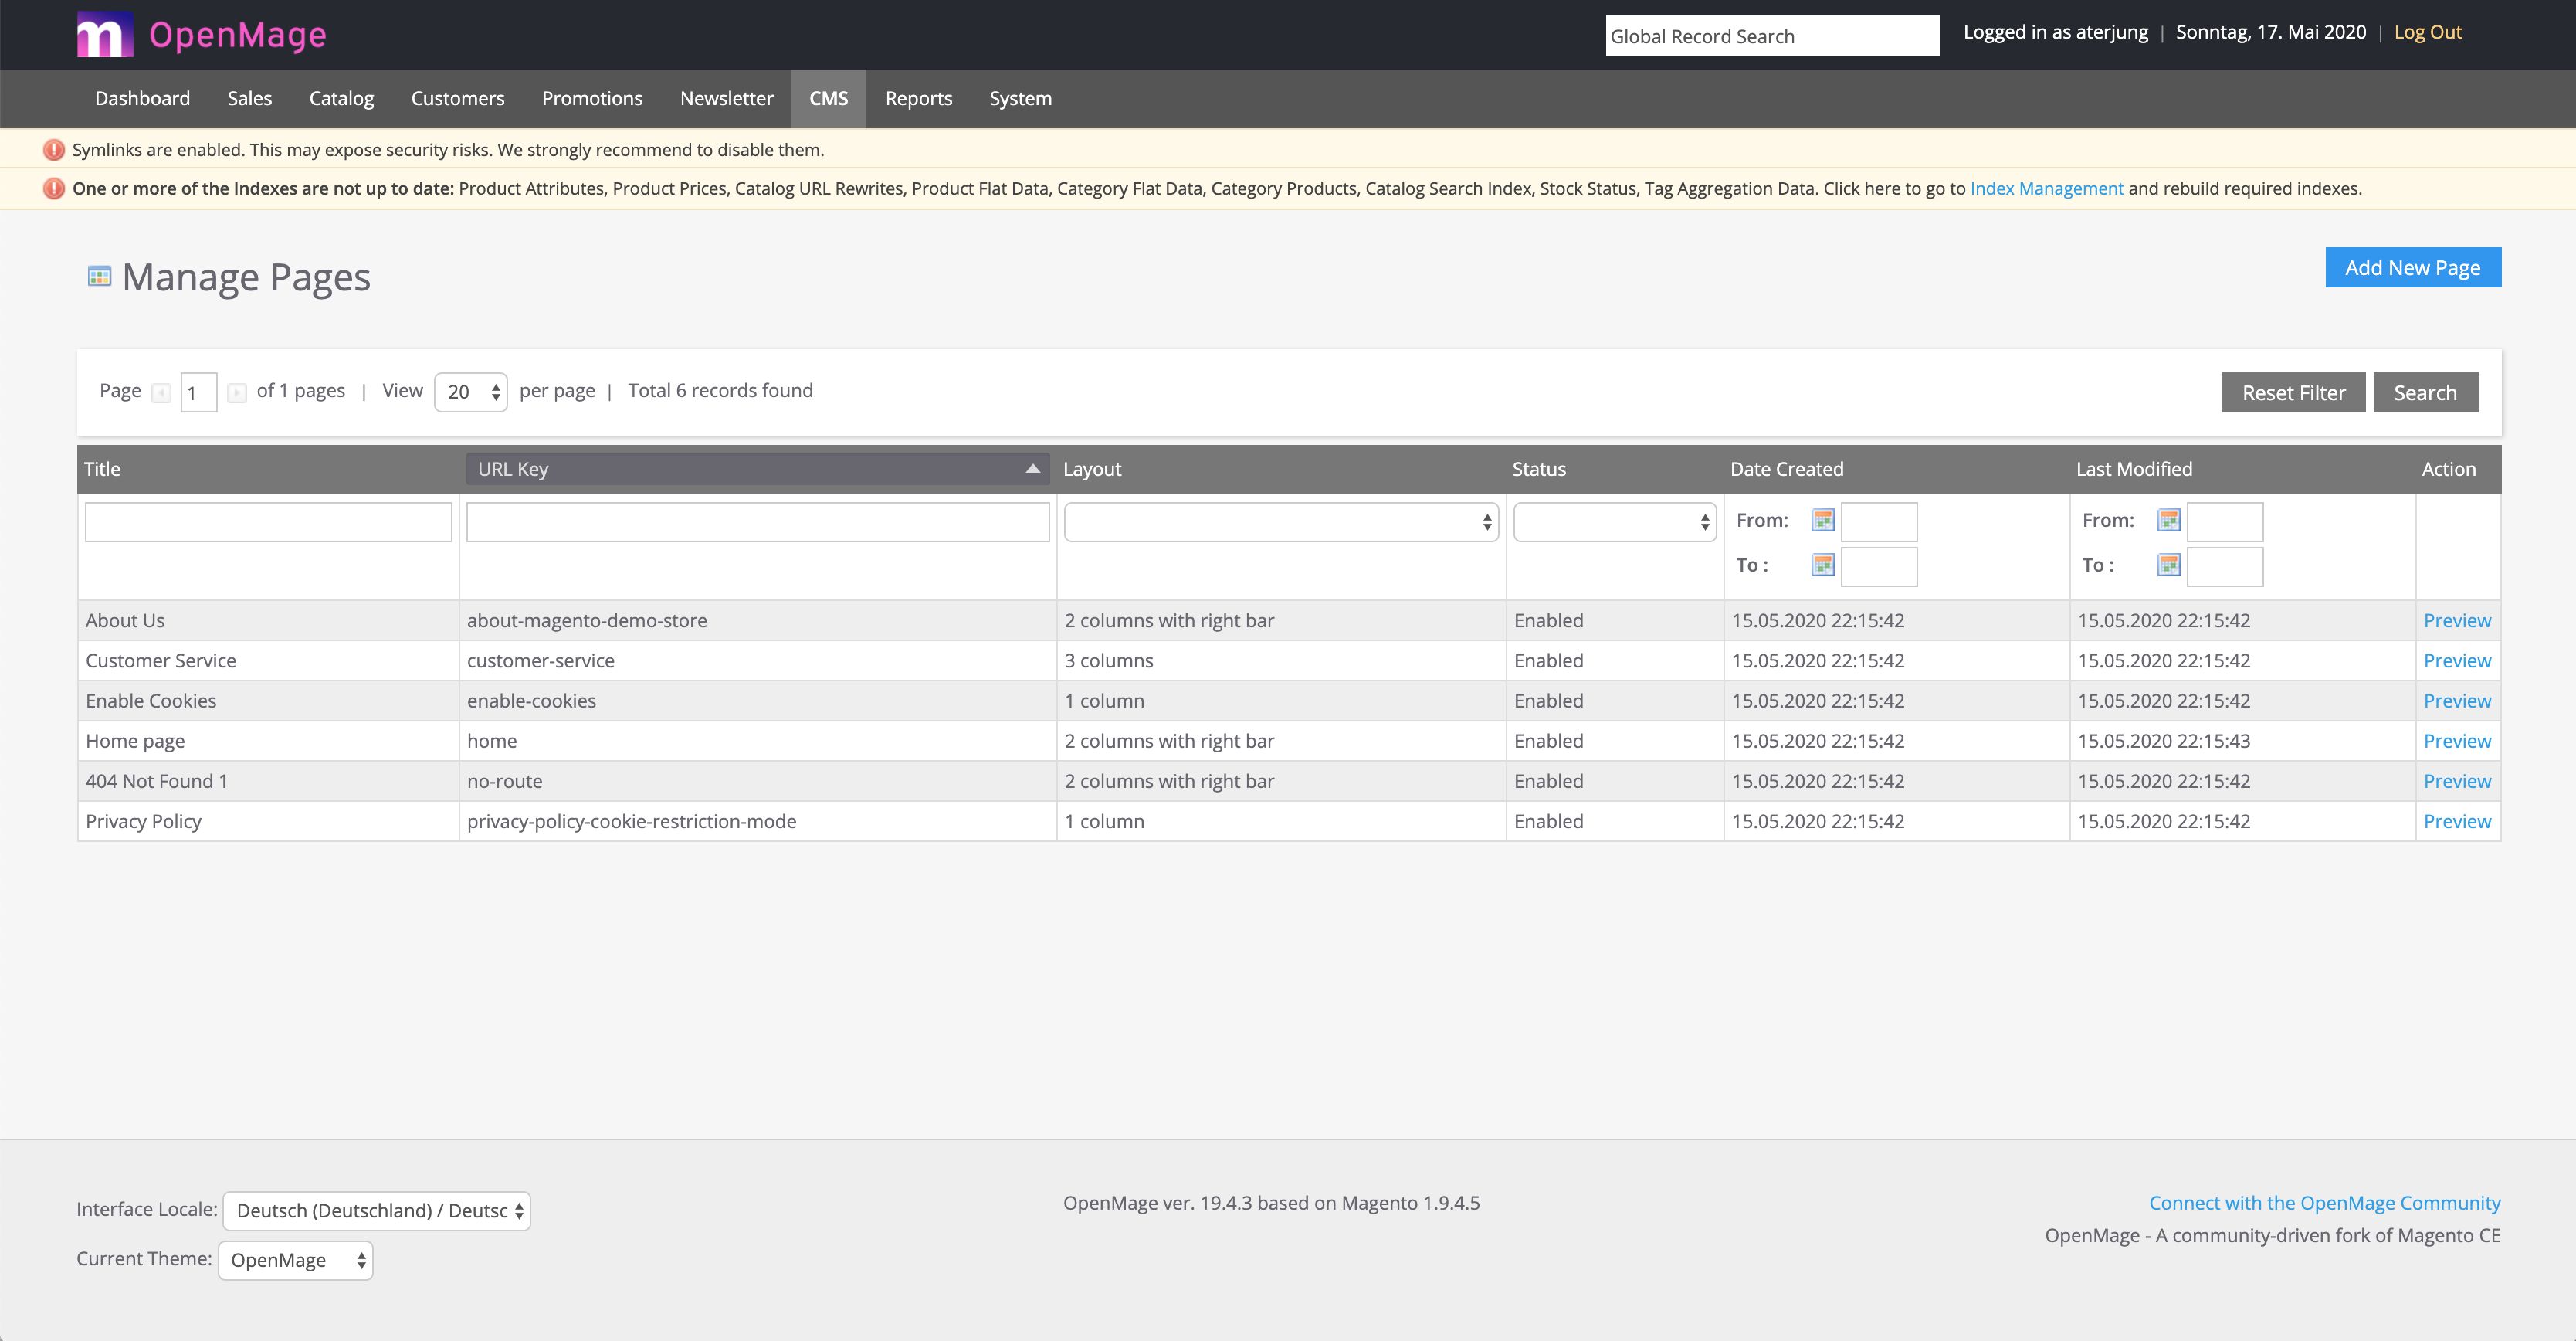 m OpenMage
Global Record Search
Logged in as aterjung | Sonntag, 17. Mai 2020 | Log Out
Dashboard Sales Catalog Customers Promotions Newsletter CMS Reports System
Symlinks are enabled. This may expose security risks. We strongly recommend to disable them.
One or more of the Indexes are not up to date: Product Attributes, Product Prices, Catalog URL Rewrites, Product Flat Data, Category Flat Data, Category Products, Catalog Search Index, Stock Status, Tag Aggregation Data. Click here to go to Index Management and rebuild required indexes.
Manage Pages
Add New Page
Page 1 of 1 pages | View 20 per page | Total 6 records found
Reset Filter Search
Title URL Key Layout Status Date Created Last Modified Action
From: From:
To : To :
About Us about-magento-demo-store 2 columns with right bar Enabled 15.05.2020 22:15:42 15.05.2020 22:15:42 Preview
Customer Service customer-service 3 columns Enabled 15.05.2020 22:15:42 15.05.2020 22:15:42 Preview
Enable Cookies enable-cookies 1 column Enabled 15.05.2020 22:15:42 15.05.2020 22:15:42 Preview
Home page home 2 columns with right bar Enabled 15.05.2020 22:15:42 15.05.2020 22:15:43 Preview
404 Not Found 1 no-route 2 columns with right bar Enabled 15.05.2020 22:15:42 15.05.2020 22:15:42 Preview
Privacy Policy privacy-policy-cookie-restriction-mode 1 column Enabled 15.05.2020 22:15:42 15.05.2020 22:15:42 Preview
Interface Locale: Deutsch (Deutschland) / Deutsc
Current Theme: OpenMage
OpenMage ver. 19.4.3 based on Magento 1.9.4.5
Connect with the OpenMage Community
OpenMage - A community-driven fork of Magento CE